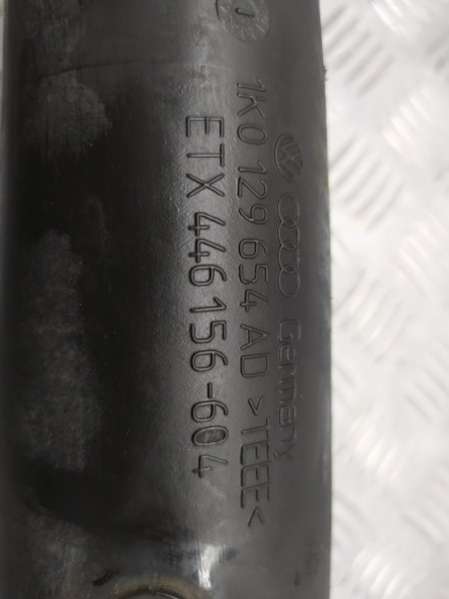 Germany
1K0 129 654 AD >TEEE<
ETX 446 156-604